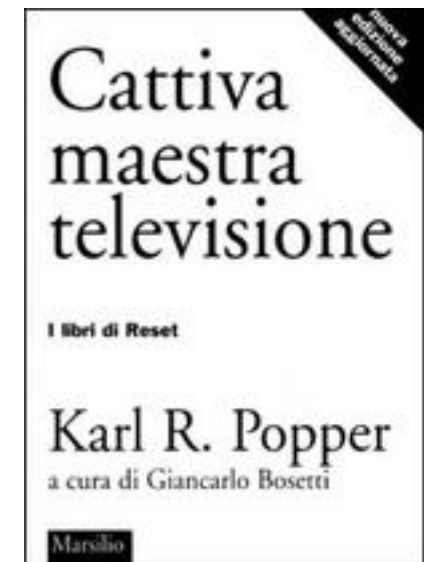 nuova
edizione
aggiornata
Cattiva
maestra
televisione
I libri di Reset
Karl R. Popper
a cura di Giancarlo Bosetti
Marsilio